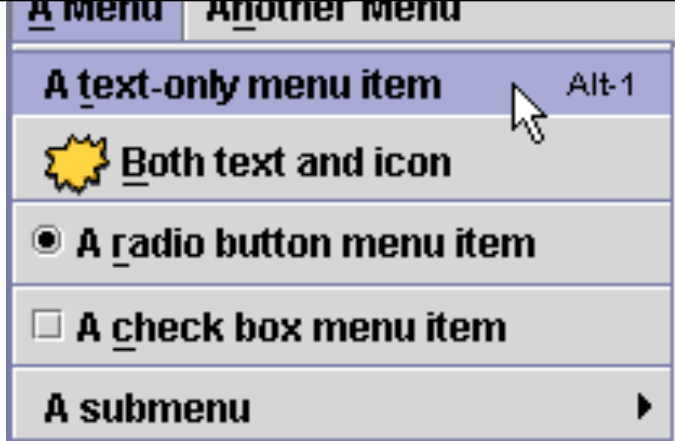 A Menu Another Menu
A text-only menu item Alt-1
Both text and icon
A radio button menu item
A check box menu item
A submenu